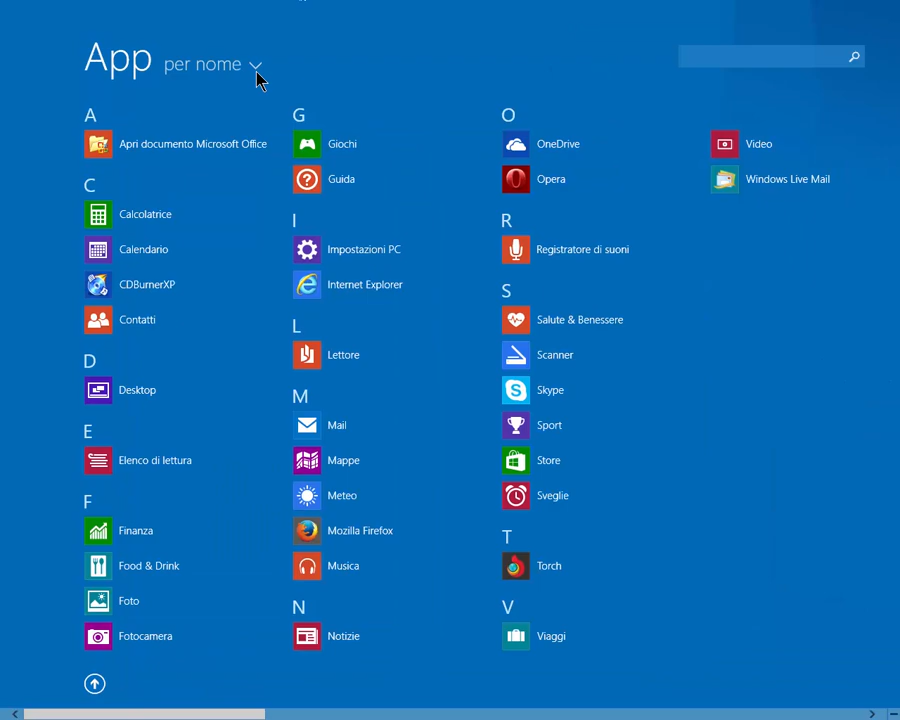 App per nome
A
Apri documento Microsoft Office
C
Calcolatrice
Calendario
CDBurnerXP
Contatti
D
Desktop
E
Elenco di lettura
F
Finanza
Food & Drink
Foto
Fotocamera
G
Giochi
Guida
I
Impostazioni PC
Internet Explorer
L
Lettore
M
Mail
Mappe
Meteo
Mozilla Firefox
Musica
N
Notizie
O
OneDrive
Opera
R
Registratore di suoni
S
Salute & Benessere
Scanner
Skype
Sport
Store
Sveglie
T
Torch
V
Viaggi
Video
Windows Live Mail